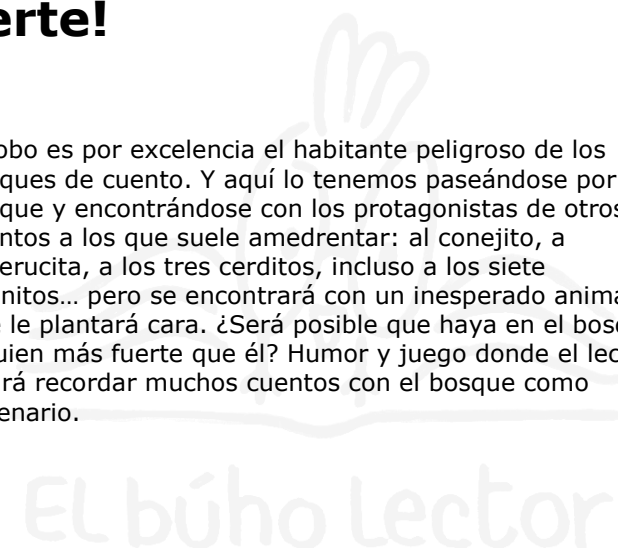 erte!
obo es por excelencia el habitante peligroso de los
ques de cuento. Y aquí lo tenemos paseándose por
que y encontrándose con los protagonistas de otros
ntos a los que suele amedrentar: al conejito, a
erucita, a los tres cerditos, incluso a los siete
nitos… pero se encontrará con un inesperado anima
le plantará cara. ¿Será posible que haya en el bosq
uien más fuerte que él? Humor y juego donde el lec
rá recordar muchos cuentos con el bosque como
enario.
EL búho Lector